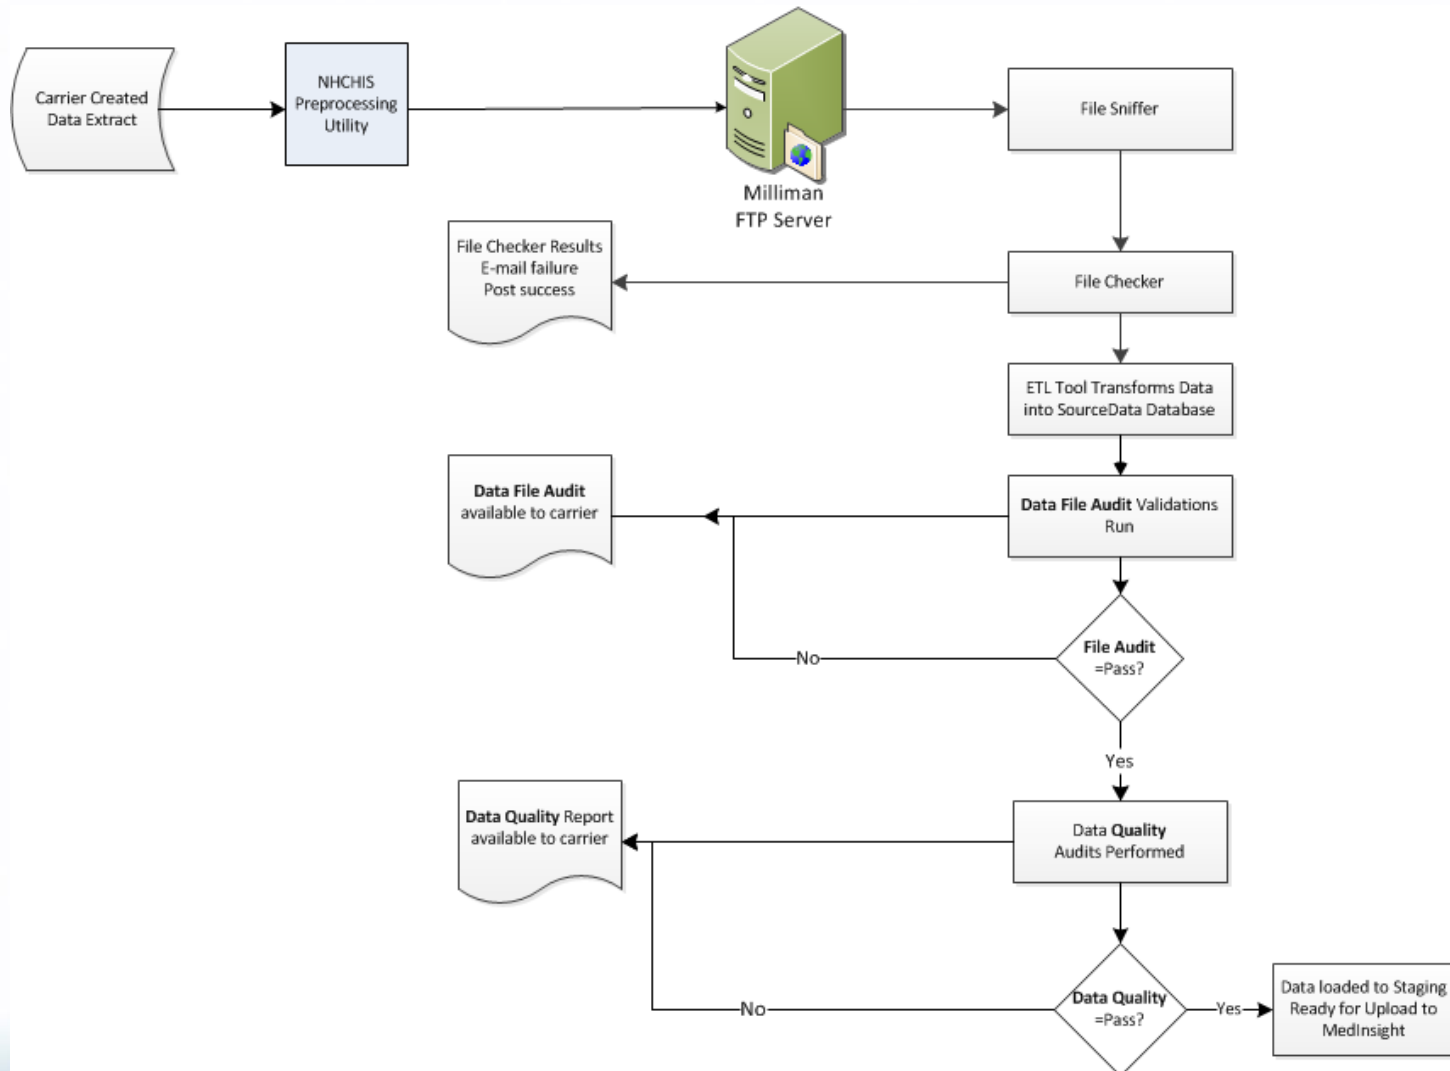 Carrier Created
Data Extract
NHCHIS
Preprocessing
Utility
Milliman
FTP Server
File Sniffer
File Checker Results
E-mail failure
Post success
File Checker
ETL Tool Transforms Data
into SourceData Database
Data File Audit
available to carrier
Data File Audit Validations
Run
File Audit
=Pass?
No
Yes
Data Quality Report
available to carrier
Data Quality
Audits Performed
Data Quality
=Pass?
No
Yes
Data loaded to Staging
Ready for Upload to
MedInsight